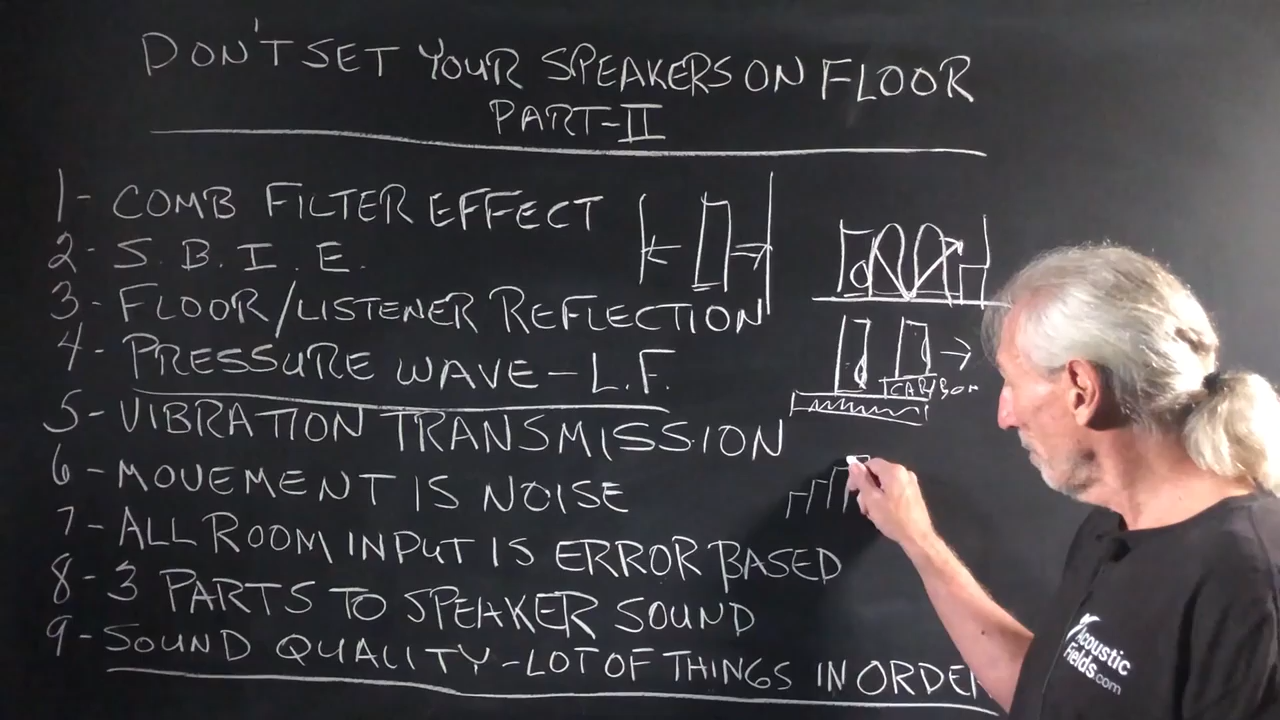 DON'T SET YOUR SPEAKERS ON FLOOR
PART-II
1- COMB FILTER EFFECT
2- S.B.I.E.
3- FLOOR/LISTENER REFLECTION
4- PRESSURE WAVE-L.F.
CARBON
5- VIBRATION TRANSMISSION
6- MOVEMENT IS NOISE
7- ALL ROOM INPUT IS ERROR BASED
8- 3 PARTS TO SPEAKER SOUND
9- SOUND QUALITY-LOT OF THINGS IN ORDER
Acoustic
Fields.com